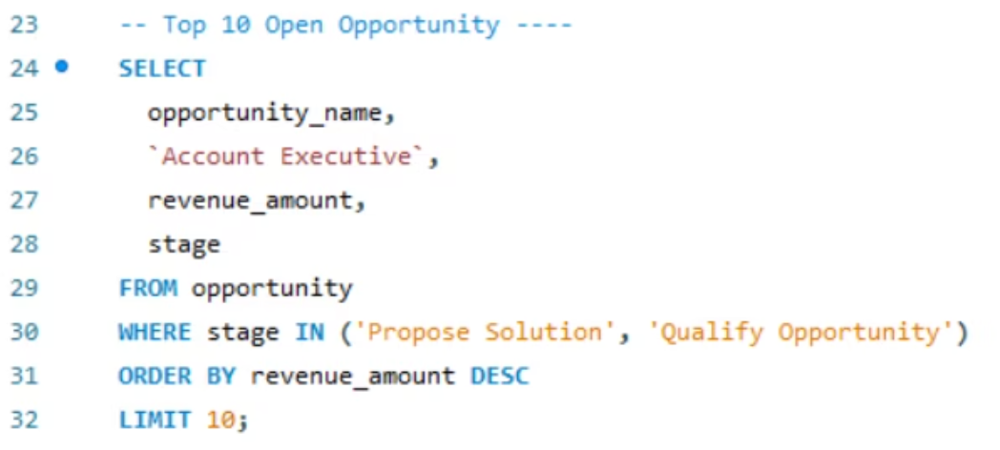 23 -- Top 10 Open Opportunity ----
24 SELECT
25 opportunity_name,
26 `Account Executive`,
27 revenue_amount,
28 stage
29 FROM opportunity
30 WHERE stage IN ('Propose Solution', 'Qualify Opportunity')
31 ORDER BY revenue_amount DESC
32 LIMIT 10;